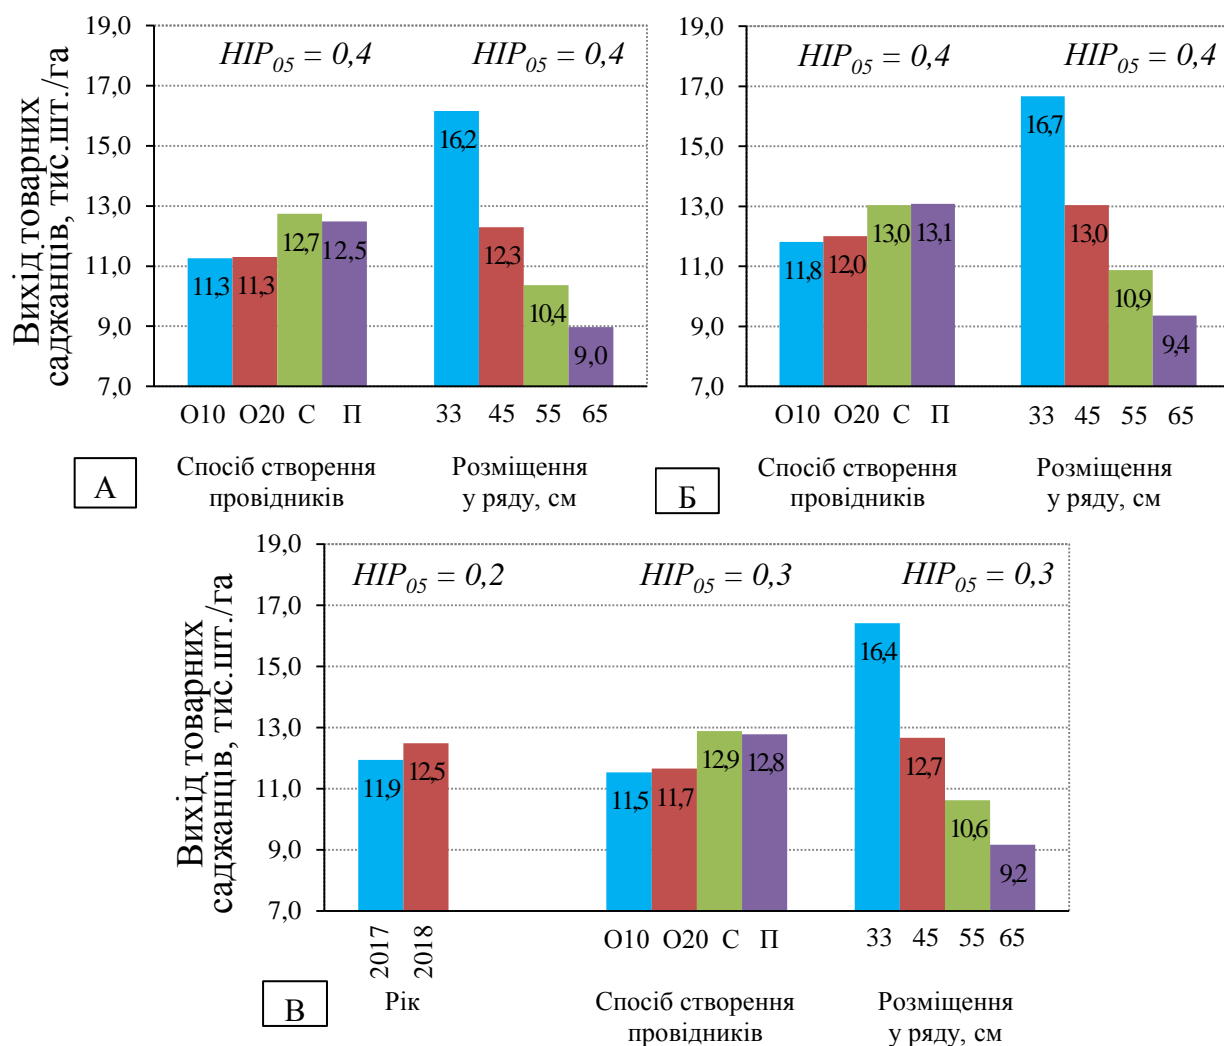 Вихід товарних
саджанців, тис.шт./га
19,0
17,0
15,0
13,0
11,0
9,0
7,0
НІР05 = 0,4
НІР05 = 0,4
11,3
11,3
12,7
12,5
16,2
12,3
10,4
9,0
О10 О20 С П
33 45 55 65
А
Спосіб створення
провідників
Розміщення
у ряду, см
19,0
17,0
15,0
13,0
11,0
9,0
7,0
НІР05 = 0,4
НІР05 = 0,4
11,8
12,0
13,0
13,1
16,7
13,0
10,9
9,4
О10 О20 С П
33 45 55 65
Б
Спосіб створення
провідників
Розміщення
у ряду, см
Вихід товарних
саджанців, тис.шт./га
19,0
17,0
15,0
13,0
11,0
9,0
7,0
НІР05 = 0,2
НІР05 = 0,3
НІР05 = 0,3
11,9
12,5
11,5
11,7
12,9
12,8
16,4
12,7
10,6
9,2
2017
2018
О10 О20 С П
33 45 55 65
В
Рік
Спосіб створення
провідників
Розміщення
у ряду, см